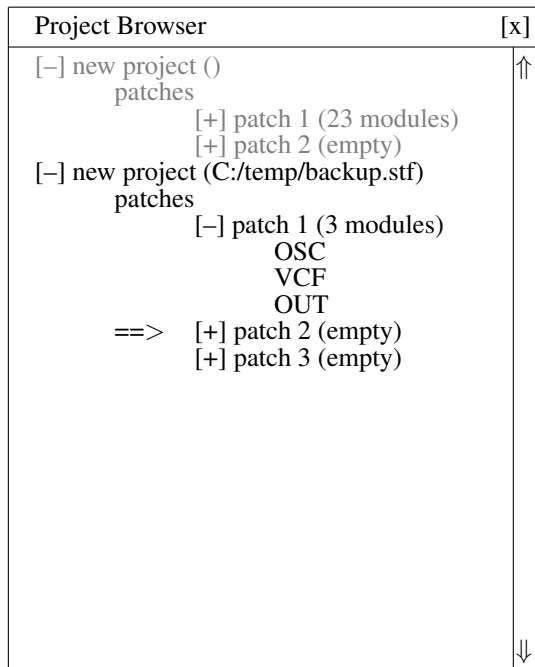 Project Browser [x]
[–] new project () ⇑
patches
[+] patch 1 (23 modules)
[+] patch 2 (empty)
[–] new project (C:/temp/backup.stf)
patches
[–] patch 1 (3 modules)
OSC
VCF
OUT
==> [+] patch 2 (empty)
[+] patch 3 (empty)
⇓